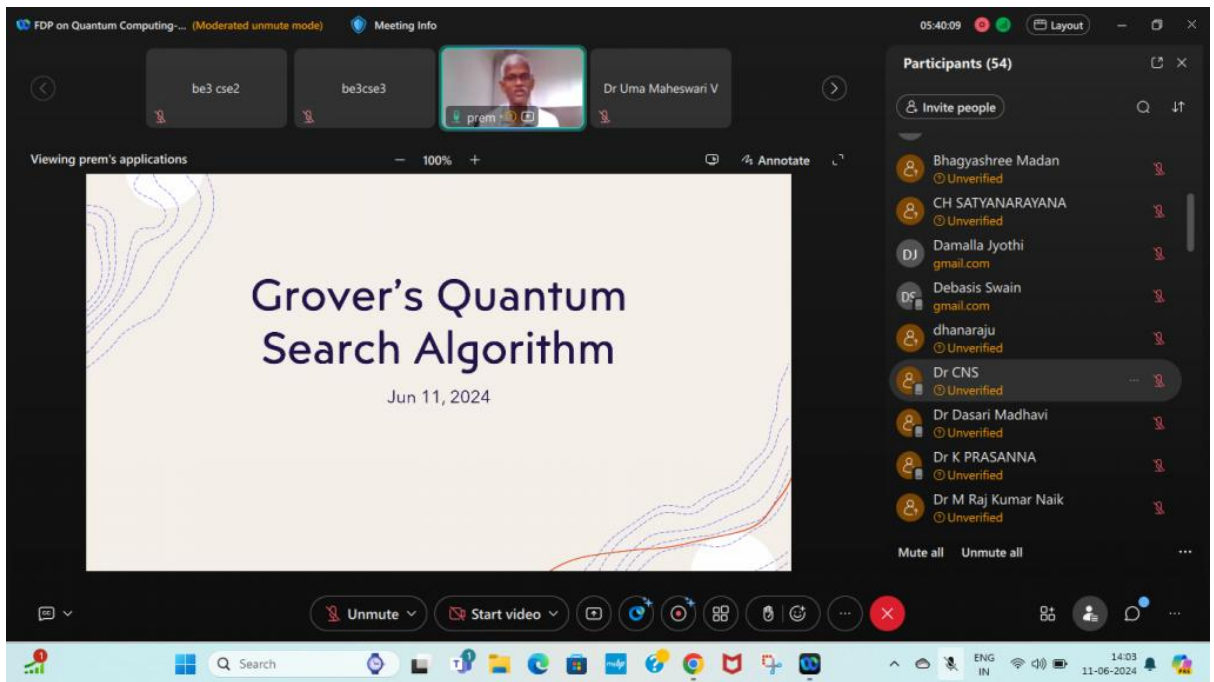 FDP on Quantum Computing-... (Moderated unmute mode) Meeting Info
05:40:09 Layout
be3 cse2
be3cse3
prem
Dr Uma Maheswari V
Viewing prem's applications
100%
Annotate
Grover's Quantum
Search Algorithm
Jun 11, 2024
Participants (54)
Invite people
Bhagyashree Madan
Unverified
CH SATYANARAYANA
Unverified
DJ
Damalla Jyothi
gmail.com
DS
Debasis Swain
gmail.com
dhanaraju
Unverified
Dr CNS
Unverified
Dr Dasari Madhavi
Unverified
Dr K PRASANNA
Unverified
Dr M Raj Kumar Naik
Unverified
Mute all Unmute all
Unmute
Start video
1
Search
ENG
IN
14:03
11-06-2024